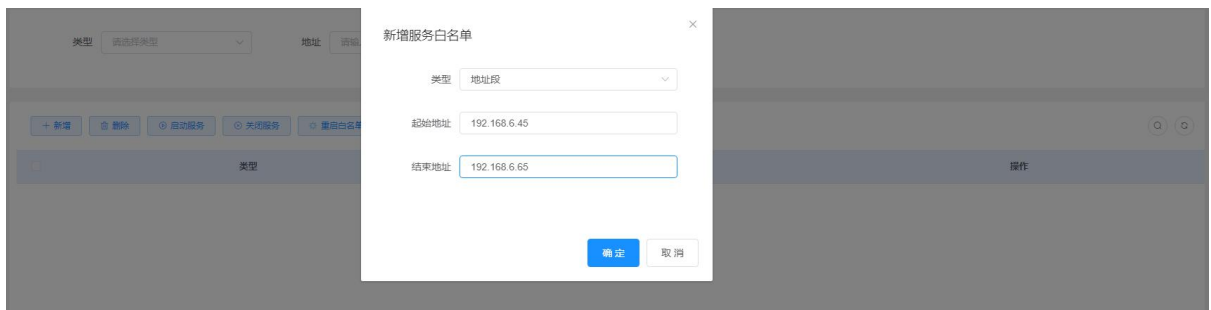 新增服务白名单
类型 请选择类型 地址 请输
类型 地址段
起始地址 192.168.6.45
+ 新增 删除 启动服务 关闭服务 重启白名单
结束地址 192.168.6.65
类型 操作
确定 取消